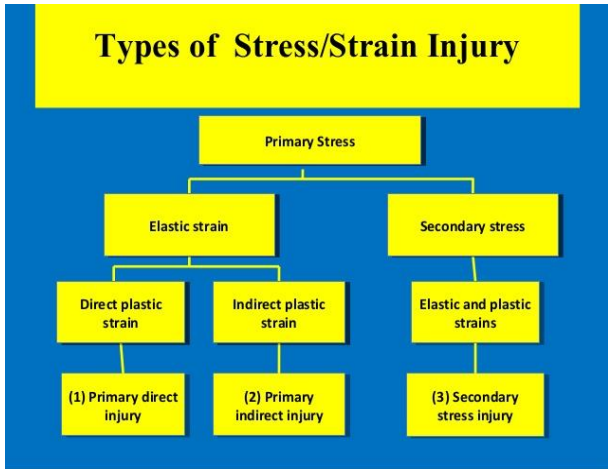 Types of Stress/Strain Injury
Primary Stress
Elastic strain
Secondary stress
Direct plastic
strain
Indirect plastic
strain
Elastic and plastic
strains
(1) Primary direct
injury
(2) Primary
indirect injury
(3) Secondary
stress injury